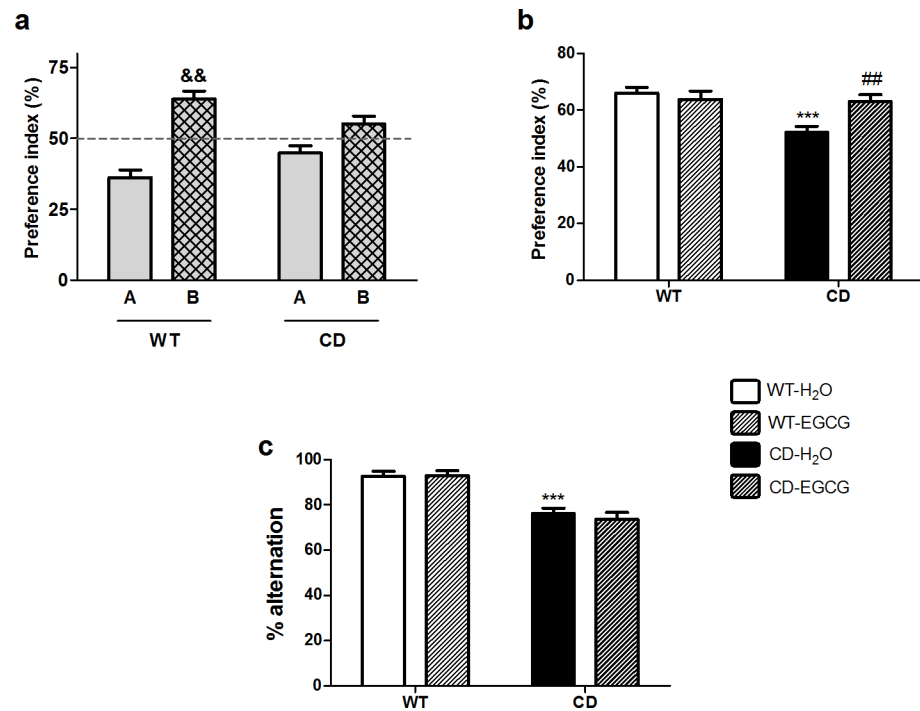 a
Preference index (%)
75
50
25
0
&&
A B A B
WT CD
b
Preference index (%)
80
60
40
20
0
***
##
WT CD
c
% alternation
100
80
60
40
20
0
***
WT CD
WT-H₂O
WT-EGCG
CD-H₂O
CD-EGCG